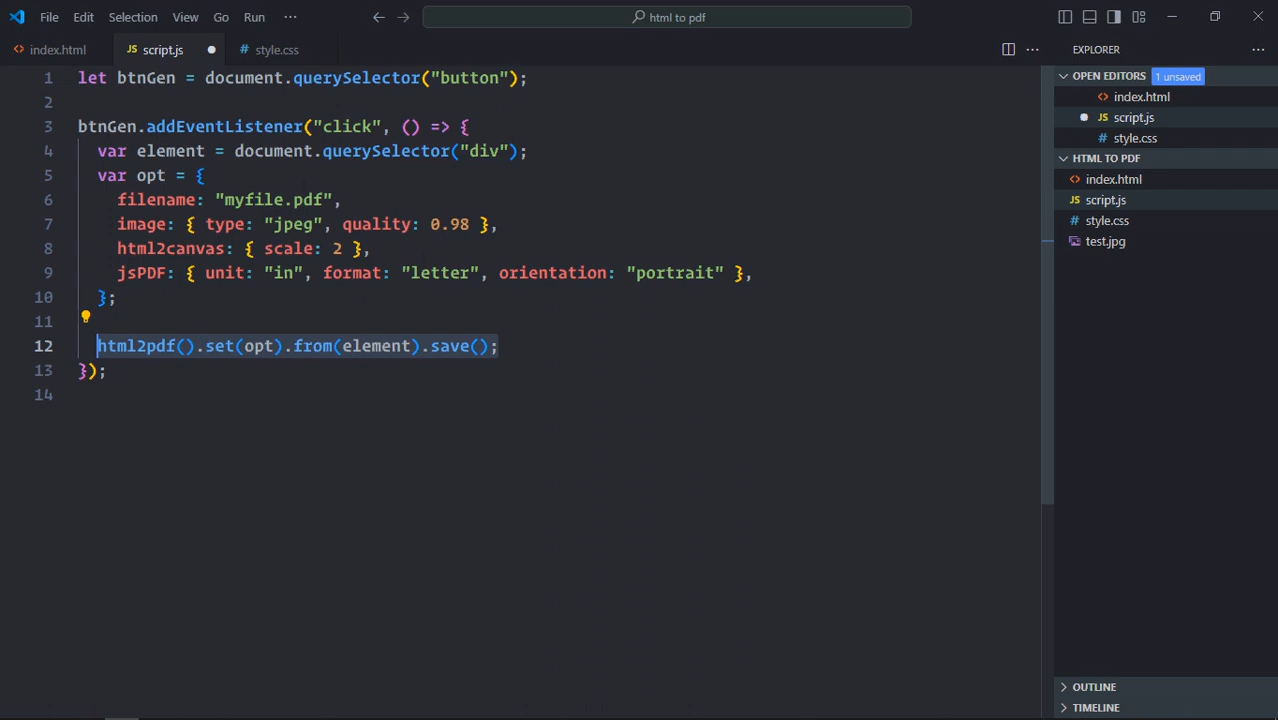 File Edit Selection View Go Run ··· ← → html to pdf
index.html JS script.js # style.css ···
1 let btnGen = document.querySelector("button");
2
3 btnGen.addEventListener("click", () => {
4 var element = document.querySelector("div");
5 var opt = {
6 filename: "myfile.pdf",
7 image: { type: "jpeg", quality: 0.98 },
8 html2canvas: { scale: 2 },
9 jsPDF: { unit: "in", format: "letter", orientation: "portrait" },
10 };
11
12 html2pdf().set(opt).from(element).save();
13 });
14
EXPLORER ···
OPEN EDITORS 1 unsaved
index.html
JS script.js
# style.css
HTML TO PDF
index.html
JS script.js
# style.css
test.jpg
OUTLINE
TIMELINE